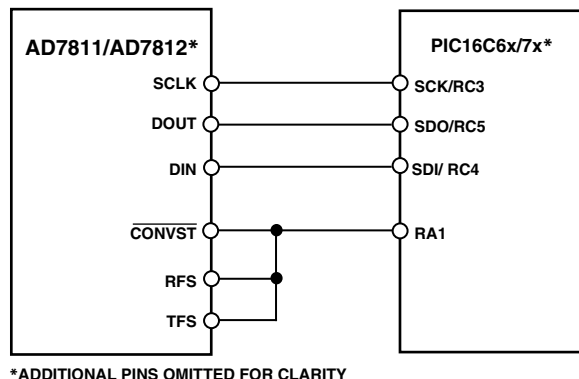 AD7811/AD7812*
PIC16C6x/7x*
SCLK
SCK/RC3
DOUT
SDO/RC5
DIN
SDI/ RC4
CONVST
RA1
RFS
TFS
*ADDITIONAL PINS OMITTED FOR CLARITY